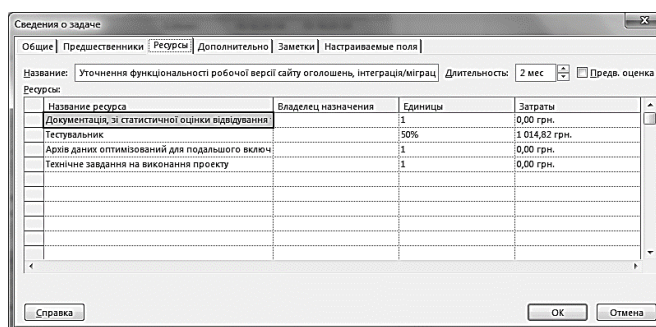 Сведения о задаче
Общие Предшественники Ресурсы Дополнительно Заметки Настраиваемые поля
Название: Уточнення функціональності робочої версії сайту оголошень, інтеграція/міграц Длительность: 2 мес Предв. оценка
Ресурсы:
Название ресурса Владелец назначения Единицы Затраты
Документація, зі статистичної оцінки відвідування 1 0,00 грн.
Тестувальник 50% 1 014,82 грн.
Архів даних оптимізований для подальшого включ 1 0,00 грн.
Технічне завдання на виконання проекту 1 0,00 грн.
Справка ОК Отмена